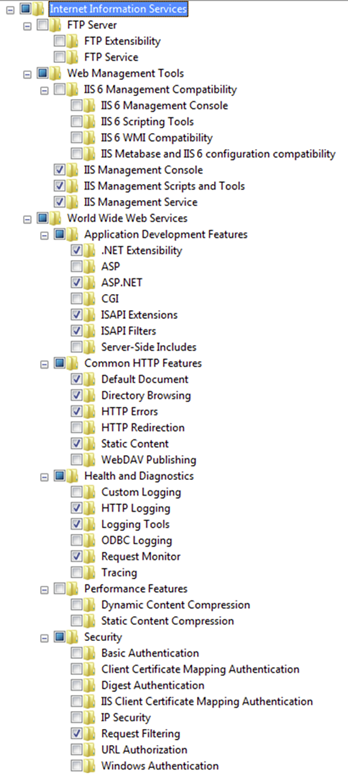 Internet Information Services
FTP Server
FTP Extensibility
FTP Service
Web Management Tools
IIS 6 Management Compatibility
IIS 6 Management Console
IIS 6 Scripting Tools
IIS 6 WMI Compatibility
IIS Metabase and IIS 6 configuration compatibility
IIS Management Console
IIS Management Scripts and Tools
IIS Management Service
World Wide Web Services
Application Development Features
.NET Extensibility
ASP
ASP.NET
CGI
ISAPI Extensions
ISAPI Filters
Server-Side Includes
Common HTTP Features
Default Document
Directory Browsing
HTTP Errors
HTTP Redirection
Static Content
WebDAV Publishing
Health and Diagnostics
Custom Logging
HTTP Logging
Logging Tools
ODBC Logging
Request Monitor
Tracing
Performance Features
Dynamic Content Compression
Static Content Compression
Security
Basic Authentication
Client Certificate Mapping Authentication
Digest Authentication
IIS Client Certificate Mapping Authentication
IP Security
Request Filtering
URL Authorization
Windows Authentication